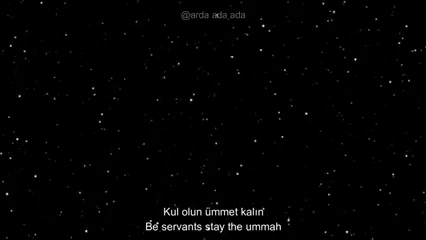 @arda ada,ada
Kul olun ümmet kalın
Be servants stay the ummah